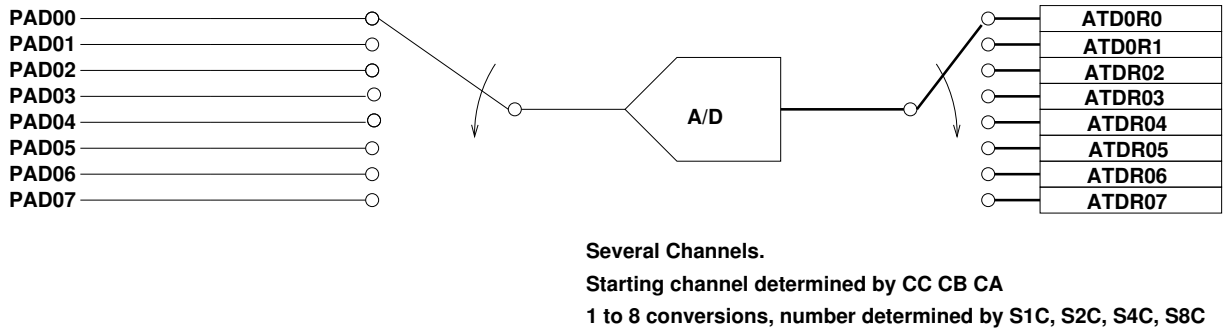 PAD00
PAD01
PAD02
PAD03
PAD04
PAD05
PAD06
PAD07
A/D
ATD0R0
ATD0R1
ATDR02
ATDR03
ATDR04
ATDR05
ATDR06
ATDR07
Several Channels.
Starting channel determined by CC CB CA
1 to 8 conversions, number determined by S1C, S2C, S4C, S8C